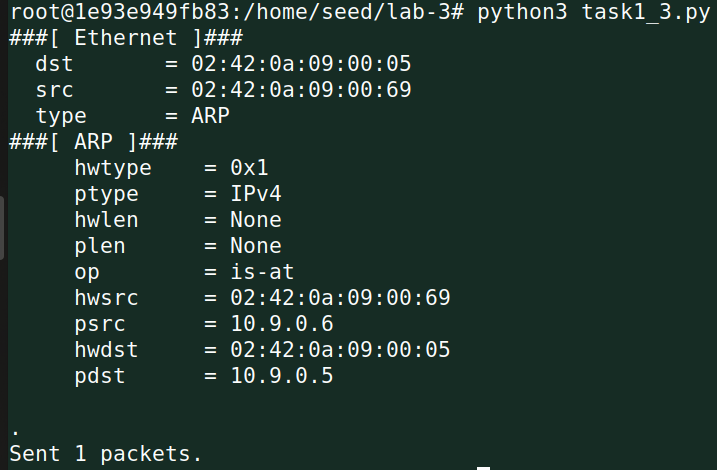 root@1e93e949fb83:/home/seed/lab-3# python3 task1_3.py
###[ Ethernet ]###
  dst       = 02:42:0a:09:00:05
  src       = 02:42:0a:09:00:69
  type      = ARP
###[ ARP ]###
     hwtype    = 0x1
     ptype     = IPv4
     hwlen     = None
     plen      = None
     op        = is-at
     hwsrc     = 02:42:0a:09:00:69
     psrc      = 10.9.0.6
     hwdst     = 02:42:0a:09:00:05
     pdst      = 10.9.0.5

.
Sent 1 packets.